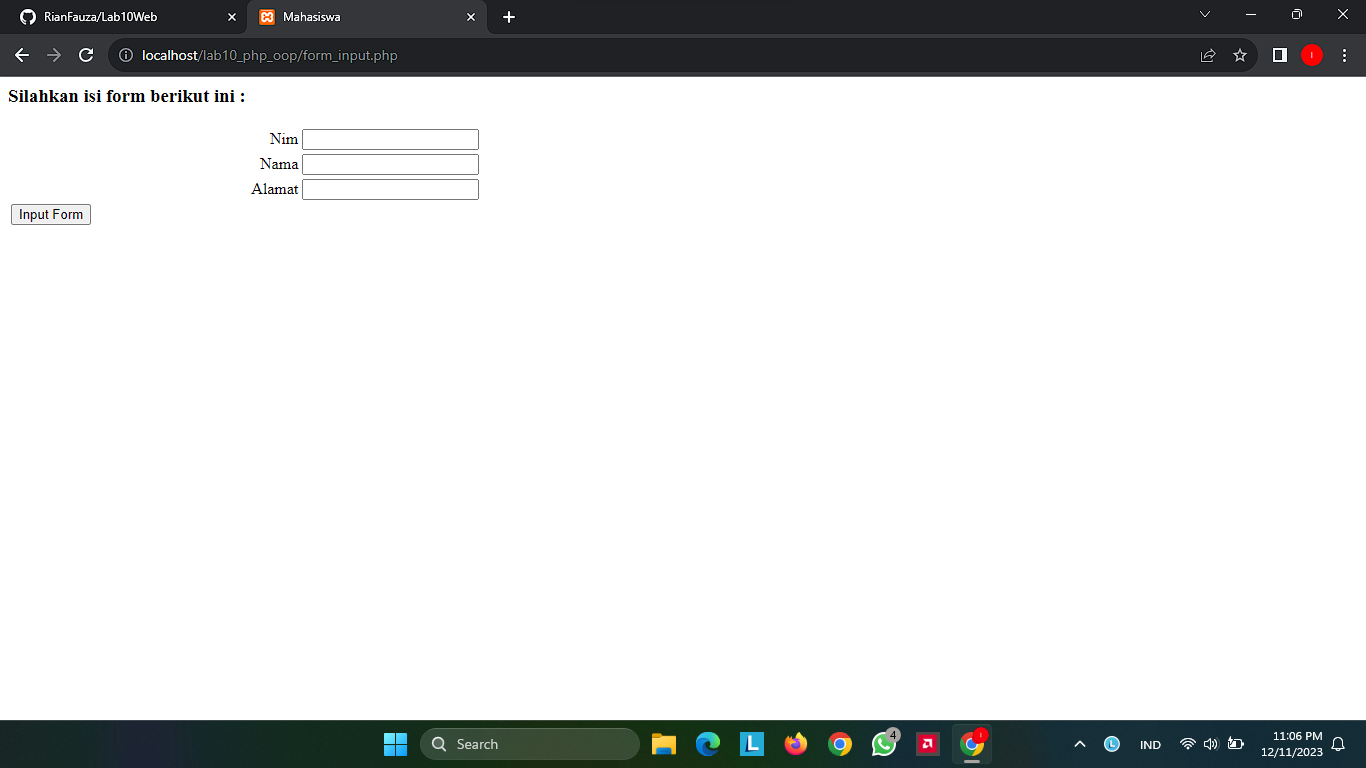 RianFauza/Lab10Web
Mahasiswa
localhost/lab10_php_oop/form_input.php
Silahkan isi form berikut ini :
Nim
Nama
Alamat
Input Form
Search
L
4
L
IND
11:06 PM
12/11/2023